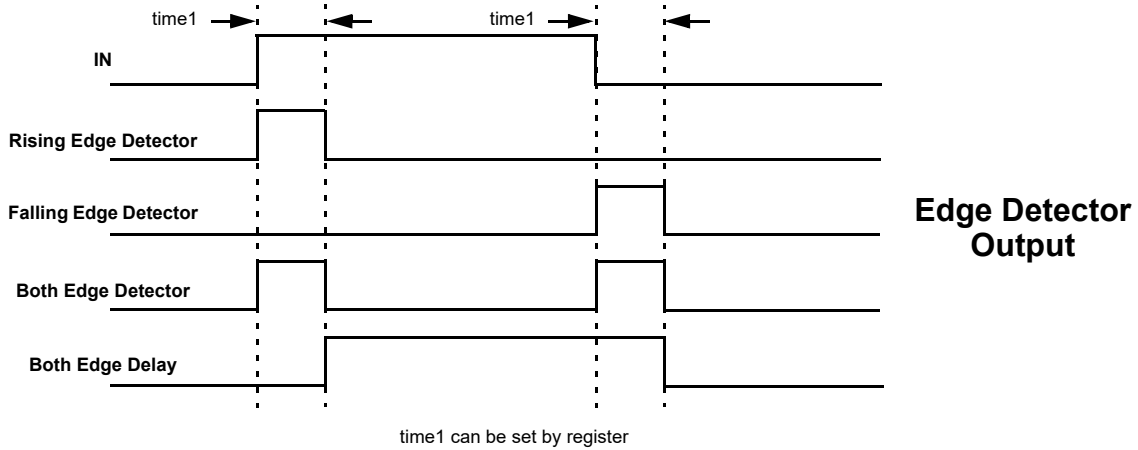 time1
time1
IN
Rising Edge Detector
Falling Edge Detector
Edge Detector
Output
Both Edge Detector
Both Edge Delay
time1 can be set by register